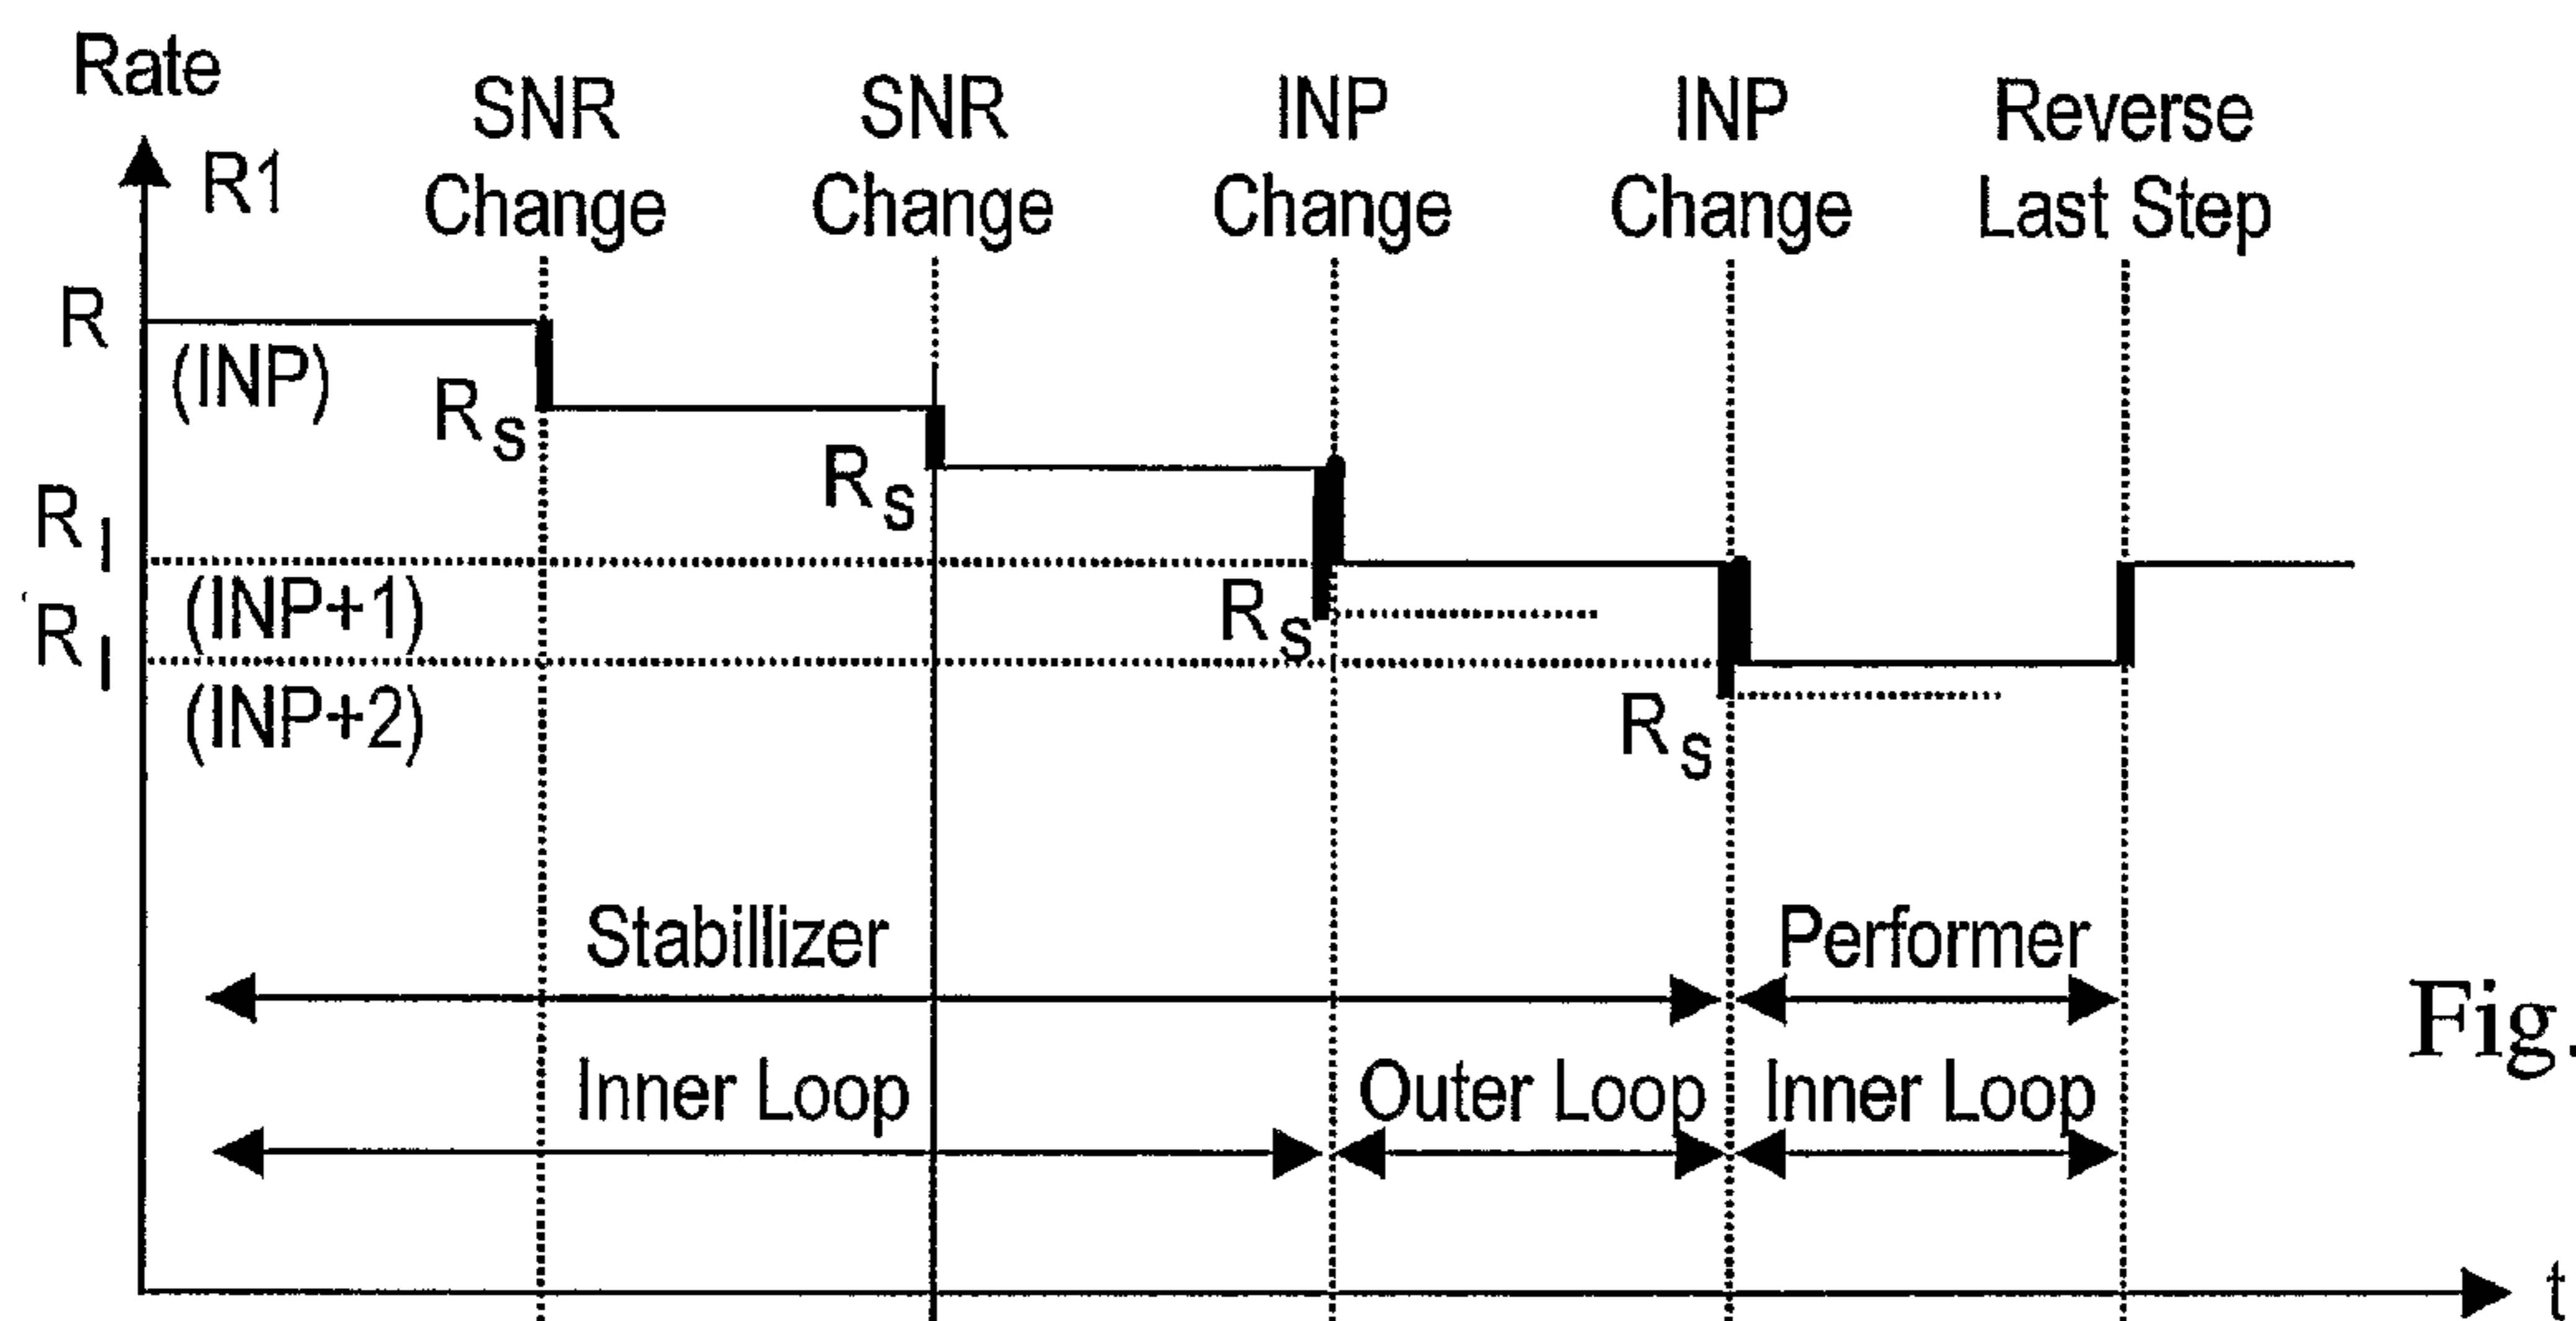 Rate
R1
SNR
Change
SNR
Change
INP
Change
INP
Change
Reverse
Last Step
R
(INP)
Rs
Rs
RI
(INP+1)
Rs
RI
(INP+2)
Rs
Stabillizer
Performer
Inner Loop
Outer Loop
Inner Loop
Fig.
t